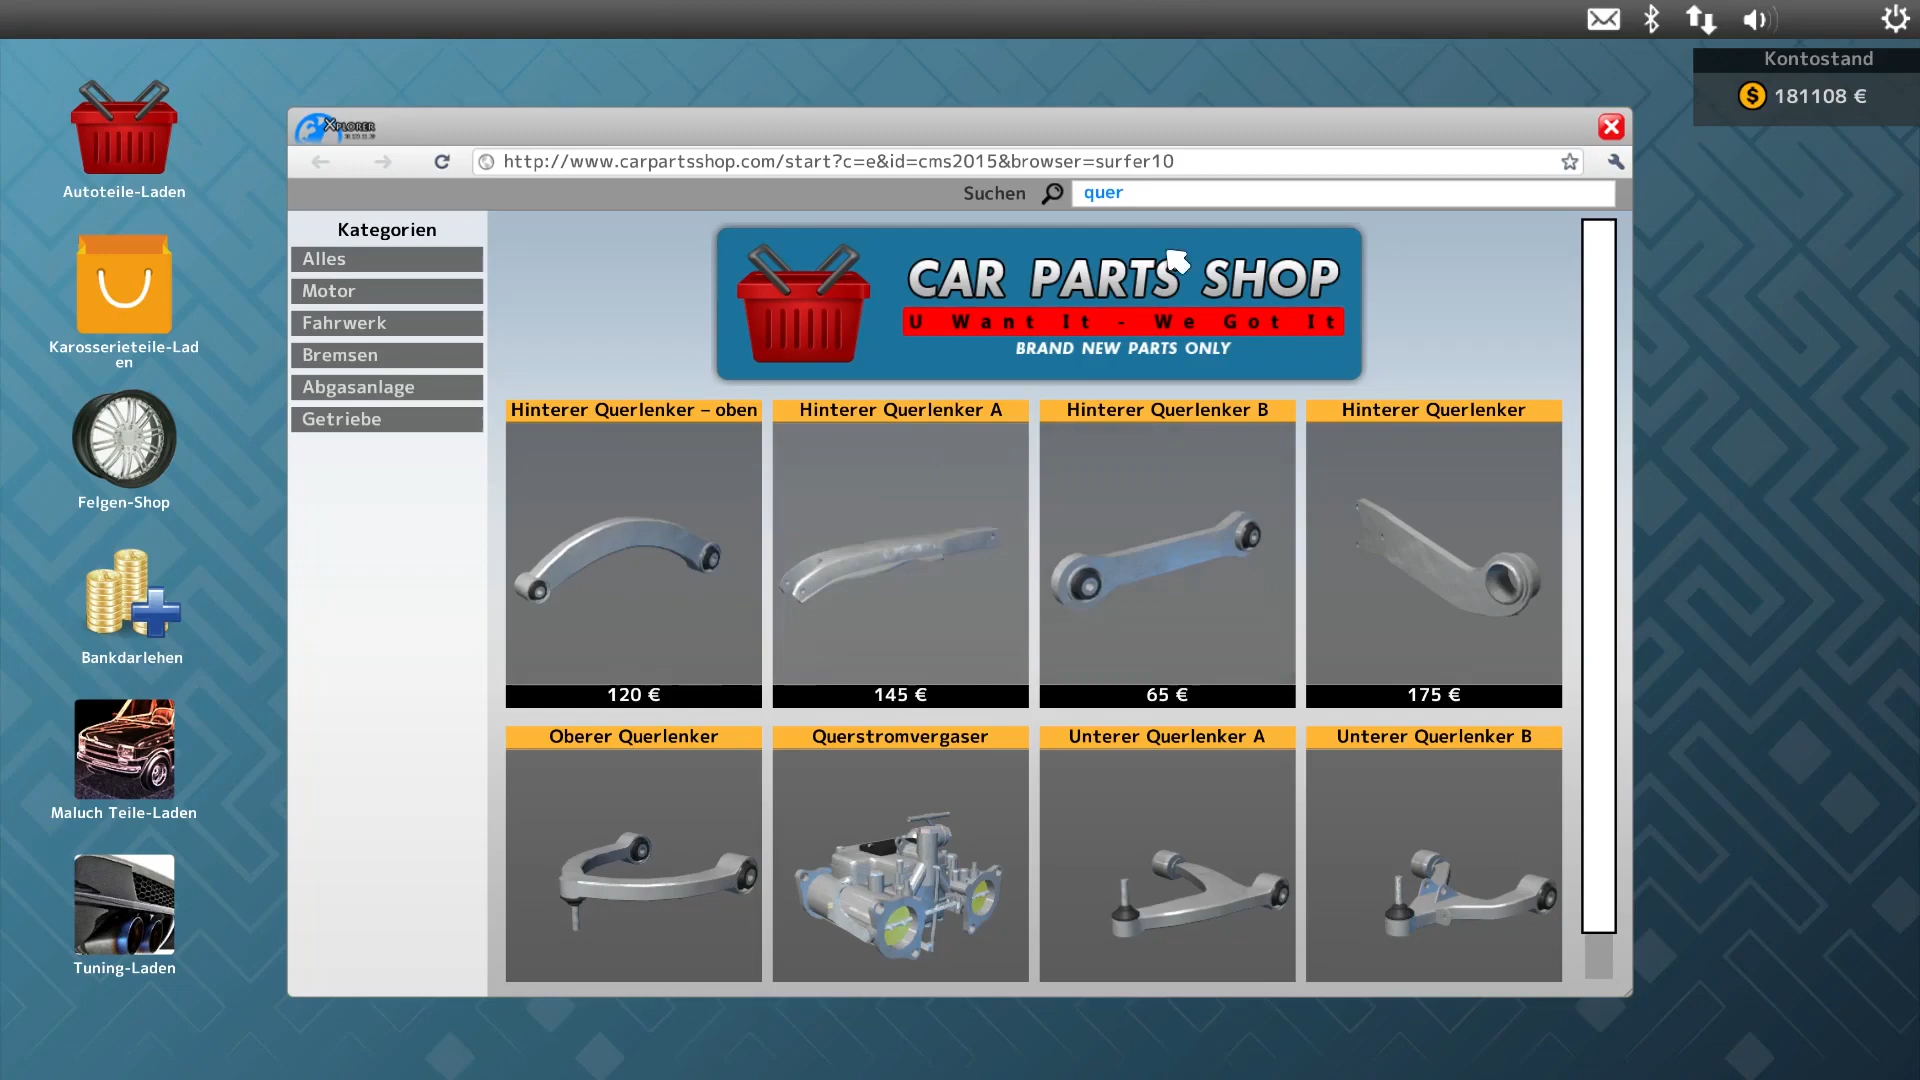 Kontostand
181108 €
Autoteile-Laden
Karosserieteile-Lad
en
Felgen-Shop
Bankdarlehen
Maluch Teile-Laden
Tuning-Laden
XPLORER
http://www.carpartsshop.com/start?c=e&id=cms2015&browser=surfer10
Suchen quer
Kategorien
Alles
Motor
Fahrwerk
Bremsen
Abgasanlage
Getriebe
CAR PARTS SHOP
U Want It - We Got It
BRAND NEW PARTS ONLY
Hinterer Querlenker – oben
Hinterer Querlenker A
Hinterer Querlenker B
Hinterer Querlenker
120 €
145 €
65 €
175 €
Oberer Querlenker
Querstromvergaser
Unterer Querlenker A
Unterer Querlenker B